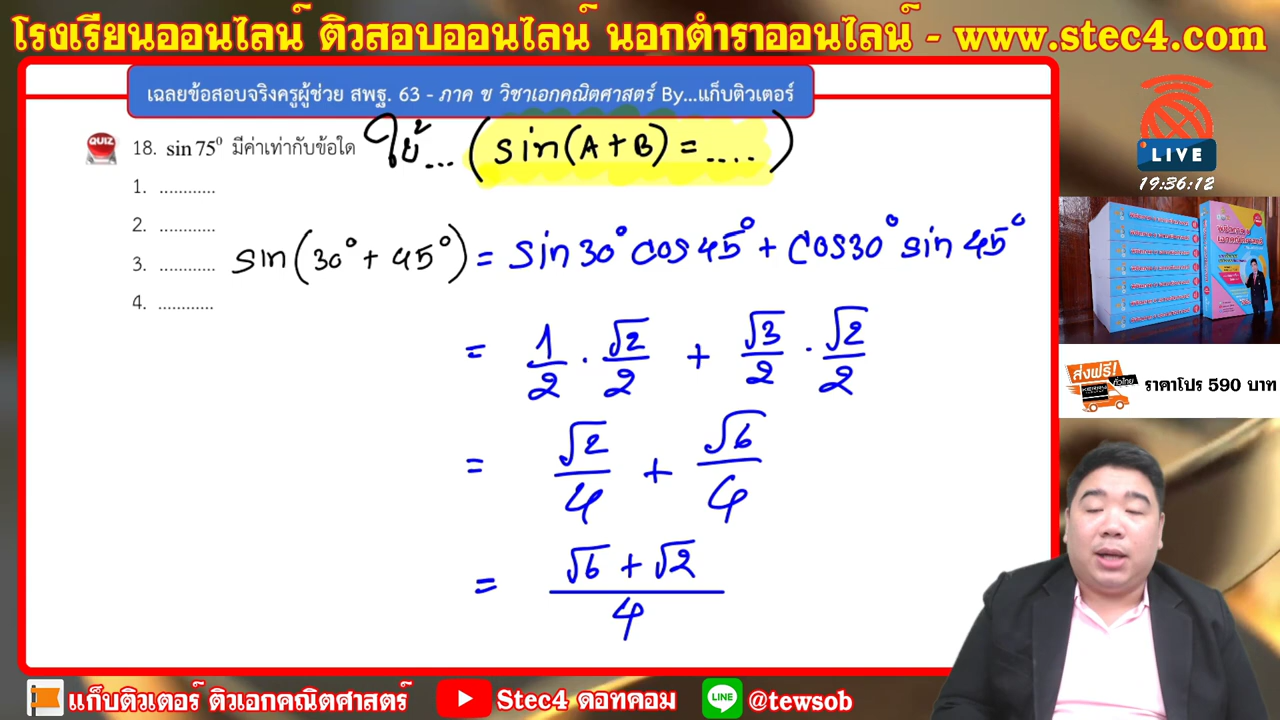 โรงเรียนออนไลน์ ติวสอบออนไลน์ นอกตำราออนไลน์ - www.stec4.com
เฉลยข้อสอบจริงครูผู้ช่วย สพฐ. 63 - ภาค ข วิชาเอกคณิตศาสตร์ By...แก็บติวเตอร์
QUIZ 18. sin 75⁰ มีค่าเท่ากับข้อใด ใช้... (sin(A+B) = ....)
1. ............
2. ............
3. ............
4. ............
sin(30° + 45°) = sin 30° cos 45° + cos 30° sin 45°
= 1/2 · √2/2 + √3/2 · √2/2
= √2/4 + √6/4
= (√6 + √2)/4
LIVE
19:36:12
ส่งฟรี!
ทั่วไทย
ราคาโปร 590 บาท
แก็บติวเตอร์ ติวเอกคณิตศาสตร์ Stec4 ดอทคอม LINE @tewsob